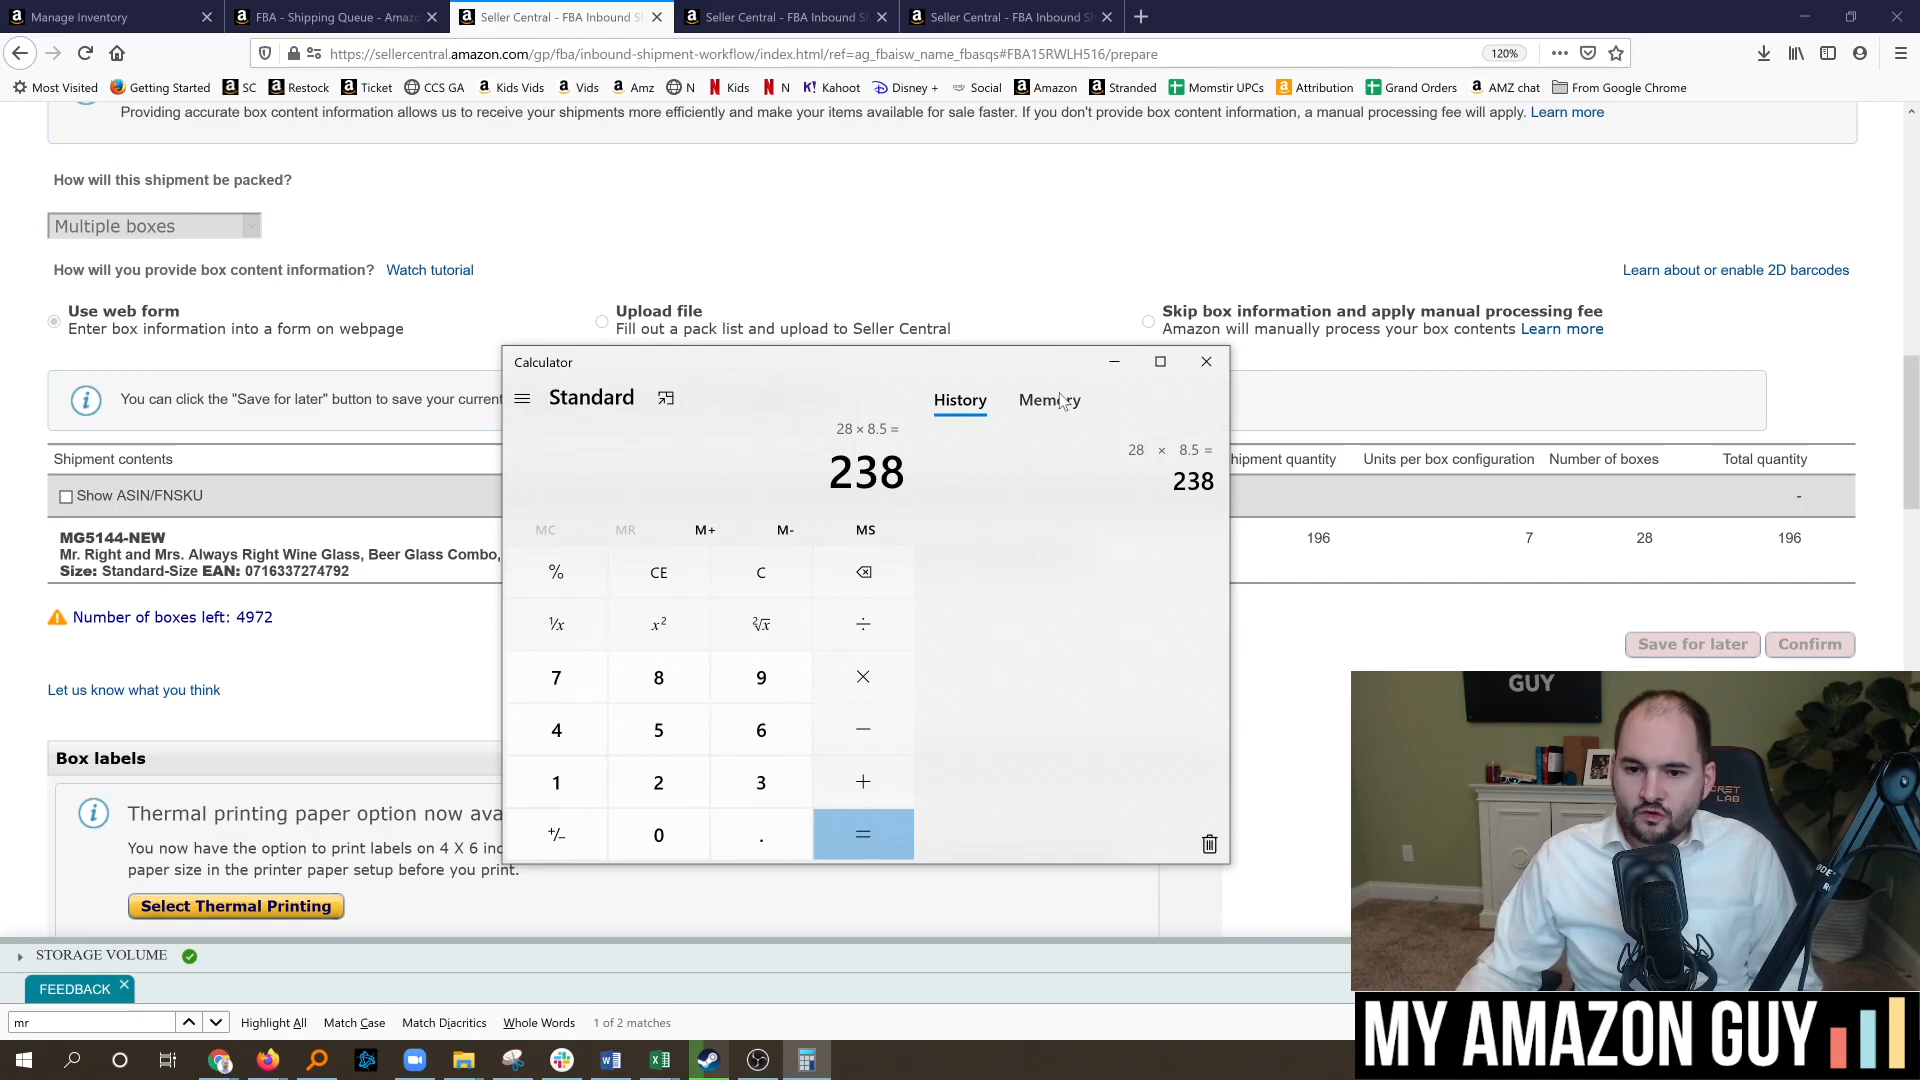 Manage Inventory
FBA - Shipping Queue - Amazo
Seller Central - FBA Inbound S
Seller Central - FBA Inbound S
Seller Central - FBA Inbound S
https://sellercentral.amazon.com/gp/fba/inbound-shipment-workflow/index.html/ref=ag_fbaisw_name_fbasqs#FBA15RWLH516/prepare
120%
Most Visited Getting Started SC Restock Ticket CCS GA Kids Vids Vids Amz N Kids N Kahoot Disney + Social Amazon Stranded Momstir UPCs Attribution Grand Orders AMZ chat From Google Chrome
Providing accurate box content information allows us to receive your shipments more efficiently and make your items available for sale faster. If you don't provide box content information, a manual processing fee will apply. Learn more
How will this shipment be packed?
Multiple boxes
How will you provide box content information? Watch tutorial
Learn about or enable 2D barcodes
Use web form
Enter box information into a form on webpage
Upload file
Fill out a pack list and upload to Seller Central
Skip box information and apply manual processing fee
Amazon will manually process your box contents Learn more
You can click the "Save for later" button to save your current
Calculator
Standard
History Memory
28 × 8.5 =
238
28 × 8.5 =
238
MC MR M+ M- MS
% CE C
1/x x² ²√x ÷
7 8 9 ×
4 5 6 −
1 2 3 +
+/− 0 . =
Shipment contents
hipment quantity Units per box configuration Number of boxes Total quantity
Show ASIN/FNSKU
-
MG5144-NEW
Mr. Right and Mrs. Always Right Wine Glass, Beer Glass Combo,
Size: Standard-Size EAN: 0716337274792
196 7 28 196
Number of boxes left: 4972
Save for later Confirm
Let us know what you think
Box labels
Thermal printing paper option now ava
You now have the option to print labels on 4 X 6 inc
paper size in the printer paper setup before you print.
Select Thermal Printing
STORAGE VOLUME
FEEDBACK
mr
Highlight All Match Case Match Diacritics Whole Words 1 of 2 matches
GUY
MY AMAZON GUY